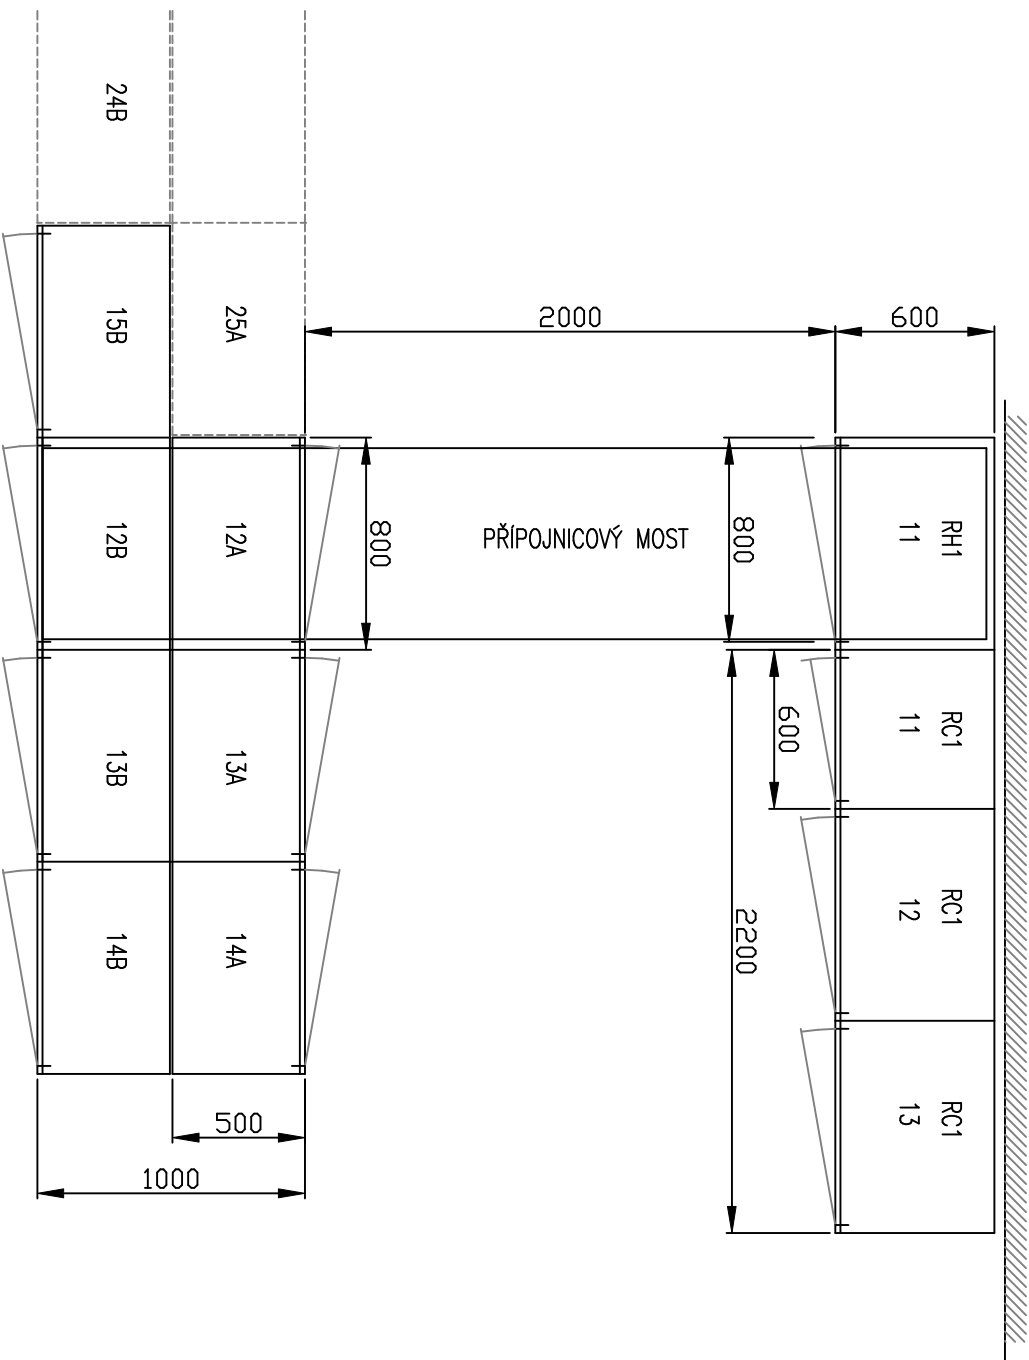 24B
15B
25A
2000
600
12B
12A
800
PŘÍPOJNICOVÝ MOST
800
RH1
11
13B
13A
600
RC1
11
14B
14A
2200
RC1
12
RC1
13
500
1000